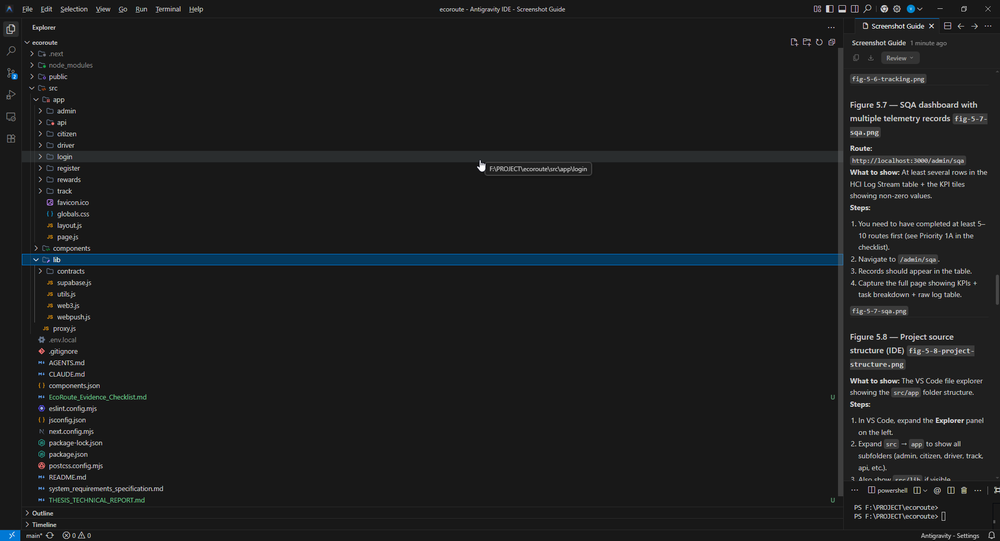 File Edit Selection View Go Run Terminal Help
ecoroute - Antigravity IDE - Screenshot Guide
V
Explorer
ecoroute
.next
node_modules
public
src
app
admin
api
citizen
driver
login
F:\PROJECT\ecoroute\src\app\login
register
rewards
track
favicon.ico
globals.css
JS layout.js
JS page.js
components
lib
contracts
JS supabase.js
JS utils.js
JS web3.js
JS webpush.js
JS proxy.js
.env.local
.gitignore
M↓ AGENTS.md
M↓ CLAUDE.md
{ } components.json
M↓ EcoRoute_Evidence_Checklist.md U
eslint.config.mjs
{ } jsconfig.json
N next.config.mjs
package-lock.json
package.json
postcss.config.mjs
M↓ README.md
M↓ system_requirements_specification.md
M↓ THESIS_TECHNICAL_REPORT.md U
Outline
Timeline
2
main* 0 0
Screenshot Guide
Screenshot Guide 1 minute ago
Review
fig-5-6-tracking.png
Figure 5.7 — SQA dashboard with
multiple telemetry records fig-5-7-
sqa.png
Route:
http://localhost:3000/admin/sqa
What to show: At least several rows in the
HCI Log Stream table + the KPI tiles
showing non-zero values.
Steps:
1. You need to have completed at least 5–
10 routes first (see Priority 1A in the
checklist).
2. Navigate to /admin/sqa.
3. Records should appear in the table.
4. Capture the full page showing KPIs +
task breakdown + raw log table.
fig-5-7-sqa.png
Figure 5.8 — Project source
structure (IDE) fig-5-8-project-
structure.png
What to show: The VS Code file explorer
showing the src/app folder structure.
Steps:
1. In VS Code, expand the Explorer panel
on the left.
2. Expand src → app to show all
subfolders (admin, citizen, driver, track,
api, etc.).
3. Also show src/lib if visible
powershell
PS F:\PROJECT\ecoroute>
PS F:\PROJECT\ecoroute>
Antigravity - Settings